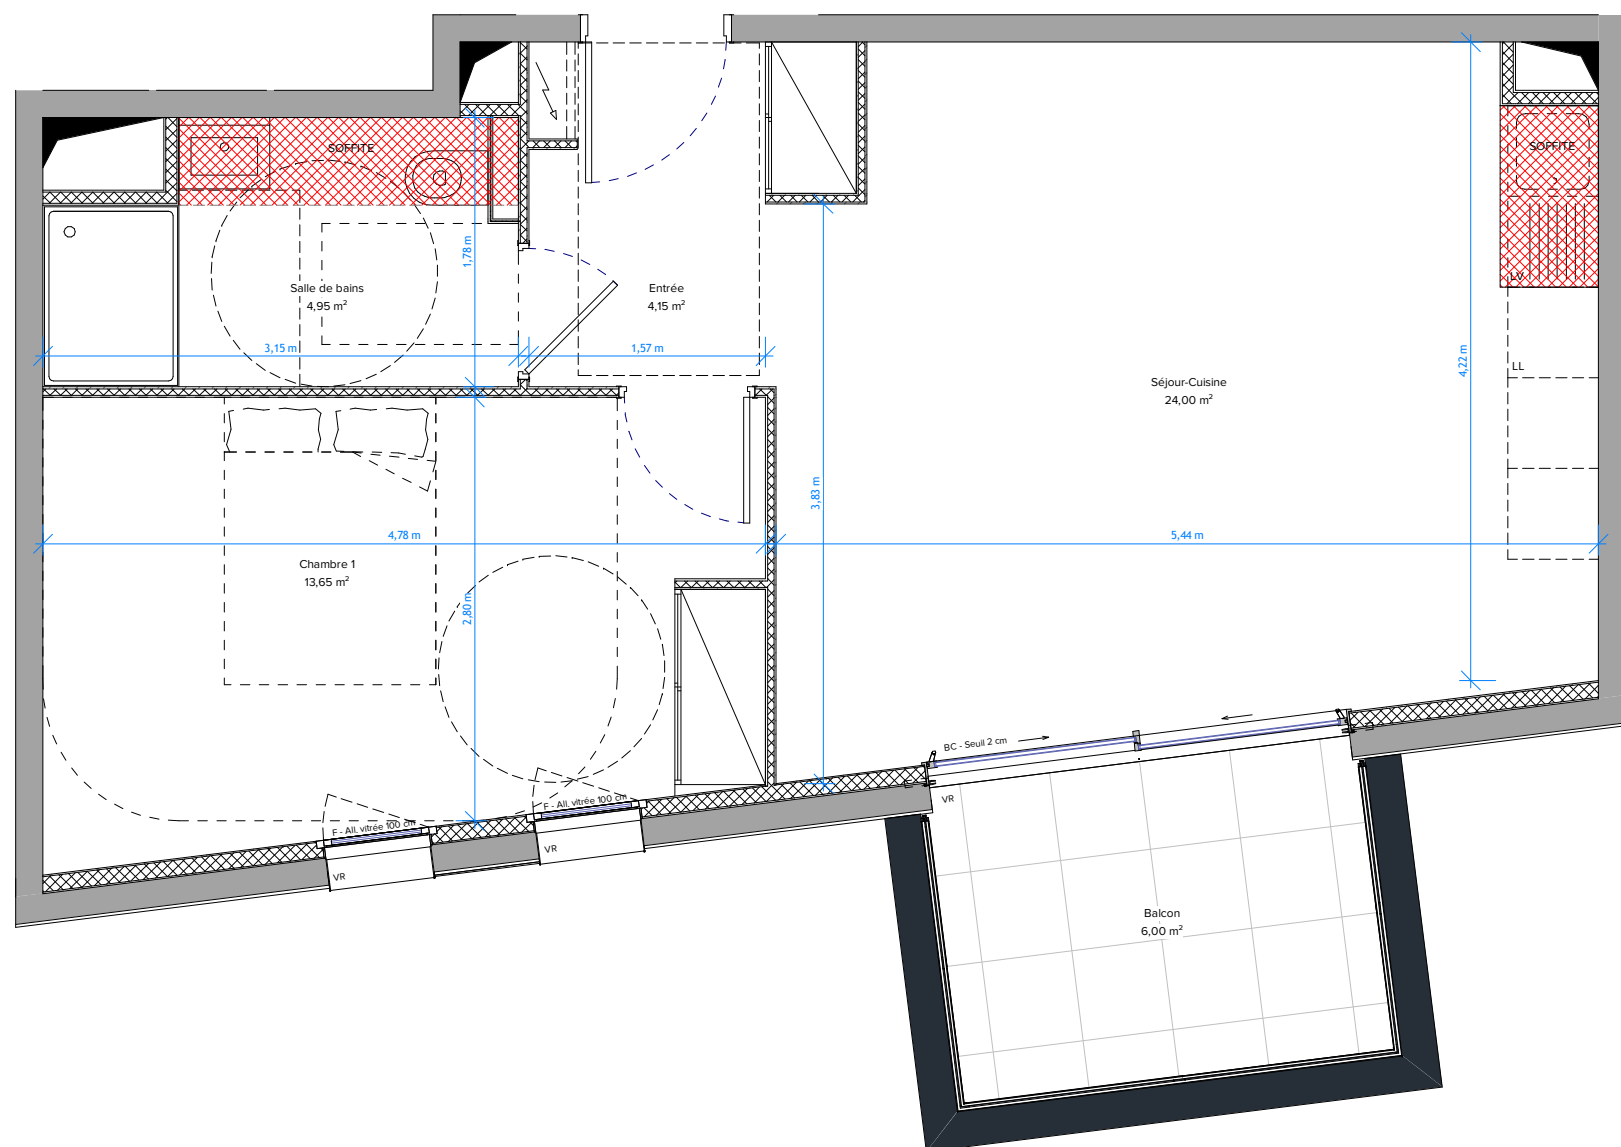 SOFFITE
SOFFITE
1,78 m
Salle de bains
4,95 m²
Entrée
4,15 m²
LV
3,15 m
1,57 m
LL
4,22 m
Séjour-Cuisine
24,00 m²
3,83 m
4,78 m
5,44 m
Chambre 1
13,65 m²
2,80 m
BC - Seuil 2 cm
F - All. vitrée 100 cm
VR
F - All. vitrée 100 cm
VR
VR
Balcon
6,00 m²